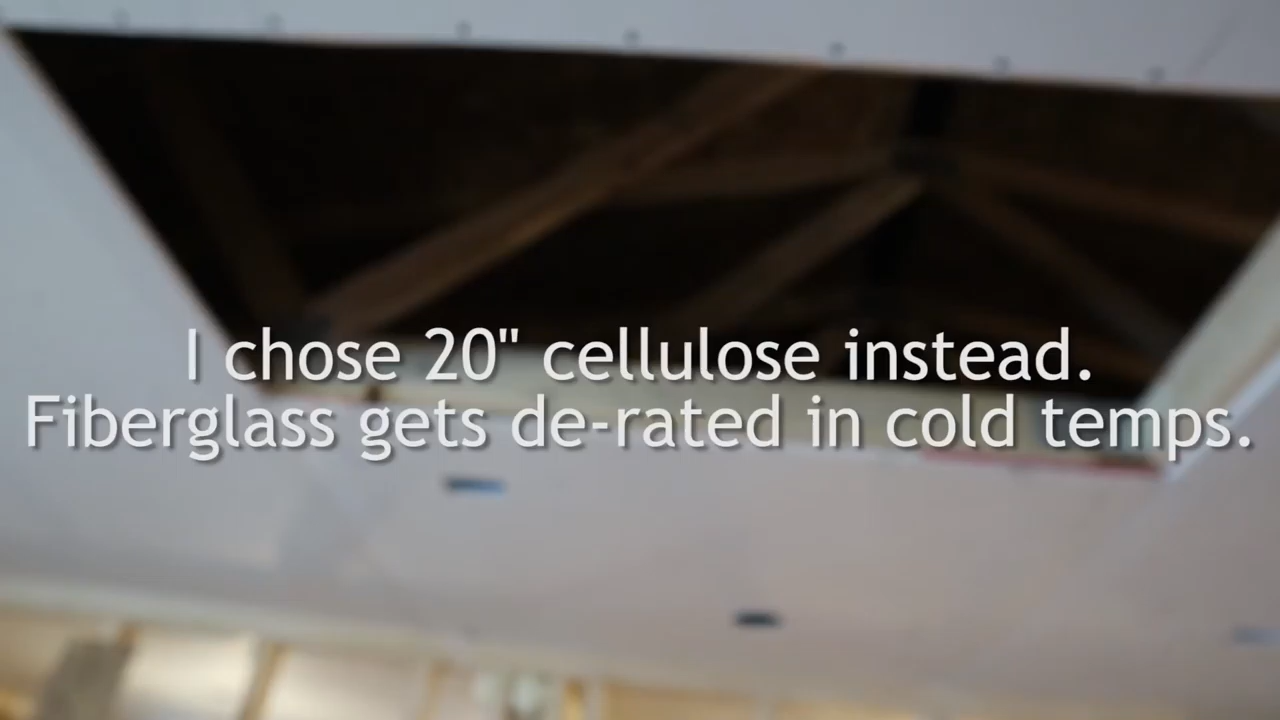 I chose 20" cellulose instead.
Fiberglass gets de-rated in cold temps.